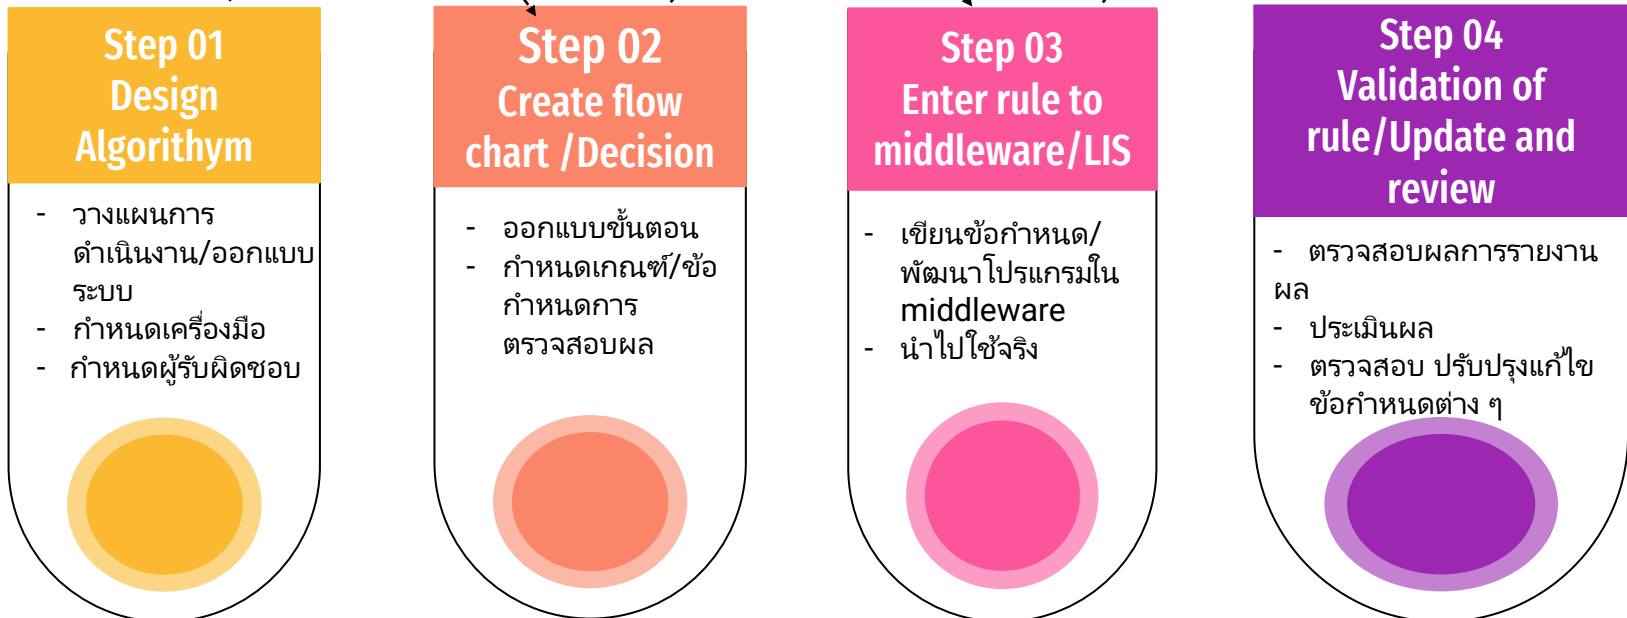 Step 01
Design
Algorithym
- วางแผนการ
ดำเนินงาน/ออกแบบ
ระบบ
- กำหนดเครื่องมือ
- กำหนดผู้รับผิดชอบ
Step 02
Create flow
chart /Decision
- ออกแบบขั้นตอน
- กำหนดเกณฑ์/ข้อ
กำหนดการ
ตรวจสอบผล
Step 03
Enter rule to
middleware/LIS
- เขียนข้อกำหนด/
พัฒนาโปรแกรมใน
middleware
- นำไปใช้จริง
Step 04
Validation of
rule/Update and
review
- ตรวจสอบผลการรายงาน
ผล
- ประเมินผล
- ตรวจสอบ ปรับปรุงแก้ไข
ข้อกำหนดต่าง ๆ